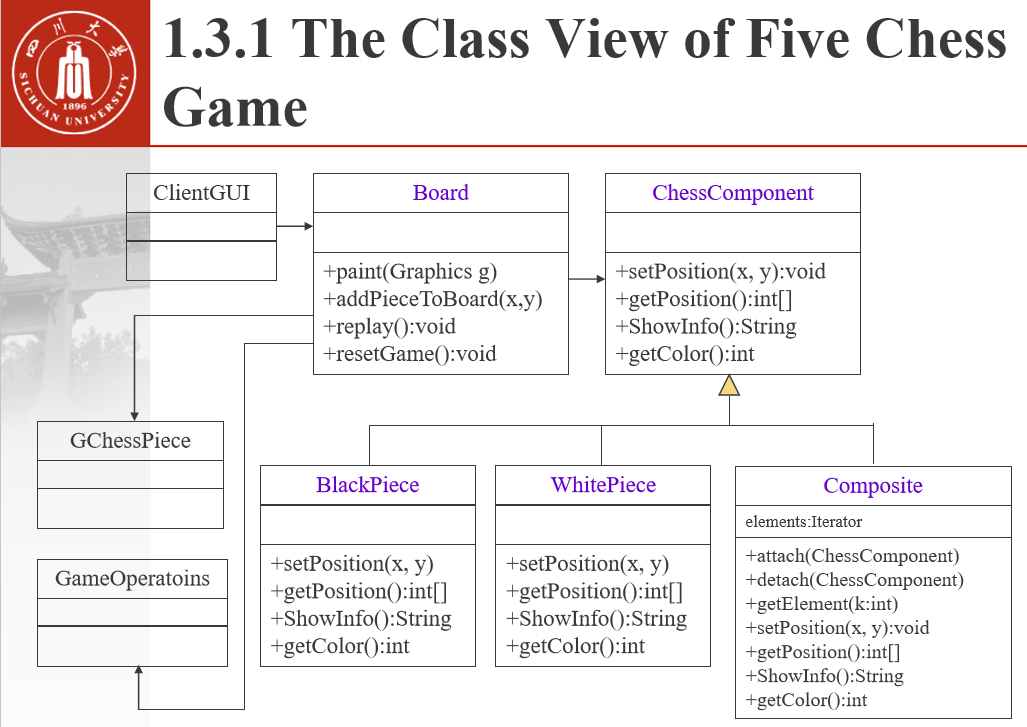 四川大学
SICHUAN UNIVERSITY
1896
1.3.1 The Class View of Five Chess
Game
ClientGUI
Board
+paint(Graphics g)
+addPieceToBoard(x,y)
+replay():void
+resetGame():void
ChessComponent
+setPosition(x, y):void
+getPosition():int[]
+ShowInfo():String
+getColor():int
GChessPiece
GameOperatoins
BlackPiece
+setPosition(x, y)
+getPosition():int[]
+ShowInfo():String
+getColor():int
WhitePiece
+setPosition(x, y)
+getPosition():int[]
+ShowInfo():String
+getColor():int
Composite
elements:Iterator
+attach(ChessComponent)
+detach(ChessComponent)
+getElement(k:int)
+setPosition(x, y):void
+getPosition():int[]
+ShowInfo():String
+getColor():int